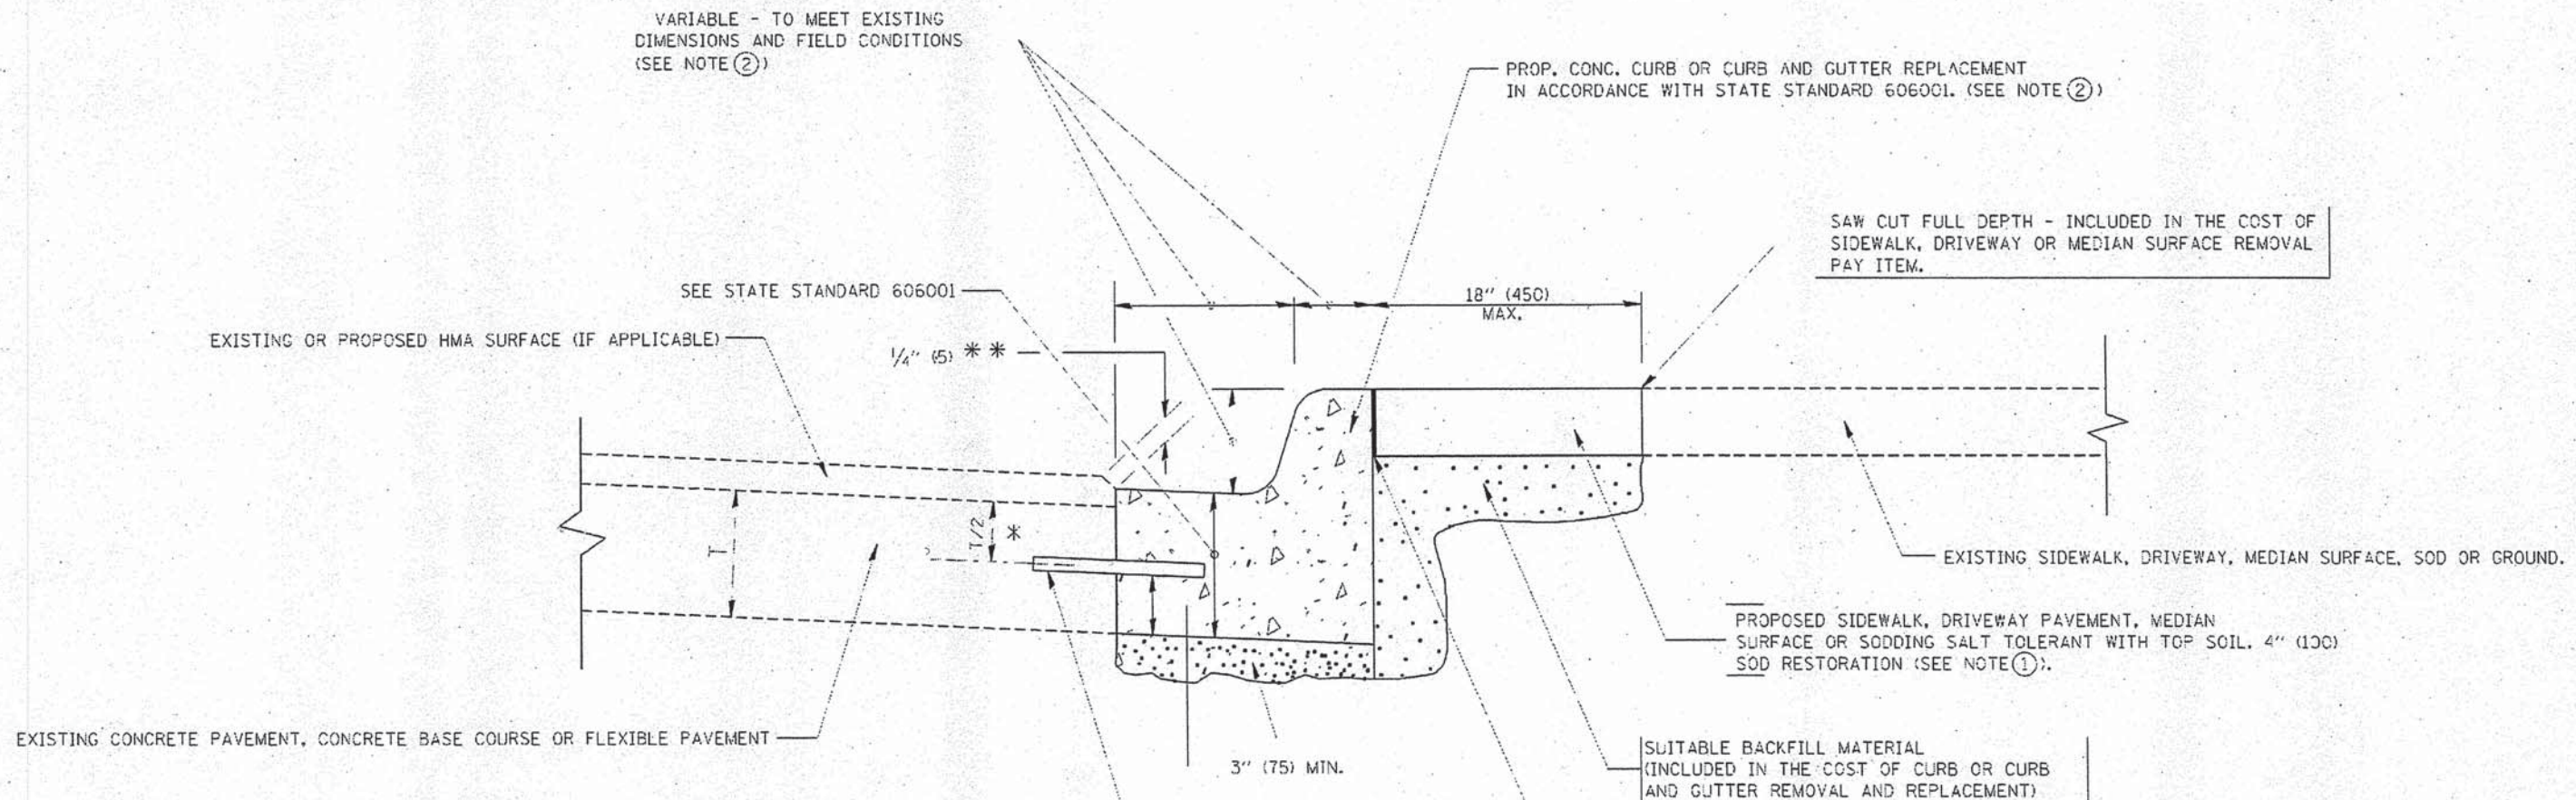 VARIABLE - TO MEET EXISTING
DIMENSIONS AND FIELD CONDITIONS
(SEE NOTE ②)
PROP. CONC. CURB OR CURB AND GUTTER REPLACEMENT
IN ACCORDANCE WITH STATE STANDARD 606001. (SEE NOTE ②)
SAW CUT FULL DEPTH - INCLUDED IN THE COST OF
SIDEWALK, DRIVEWAY OR MEDIAN SURFACE REMOVAL
PAY ITEM.
SEE STATE STANDARD 606001
18" (450)
MAX.
EXISTING OR PROPOSED HMA SURFACE (IF APPLICABLE)
1/4" (5) * *
T
T/2 *
EXISTING SIDEWALK, DRIVEWAY, MEDIAN SURFACE, SOD OR GROUND.
PROPOSED SIDEWALK, DRIVEWAY PAVEMENT, MEDIAN
SURFACE OR SODDING SALT TOLERANT WITH TOP SOIL, 4" (100)
SOD RESTORATION (SEE NOTE ①).
EXISTING CONCRETE PAVEMENT, CONCRETE BASE COURSE OR FLEXIBLE PAVEMENT
3" (75) MIN.
SUITABLE BACKFILL MATERIAL
(INCLUDED IN THE COST OF CURB OR CURB
AND GUTTER REMOVAL AND REPLACEMENT)